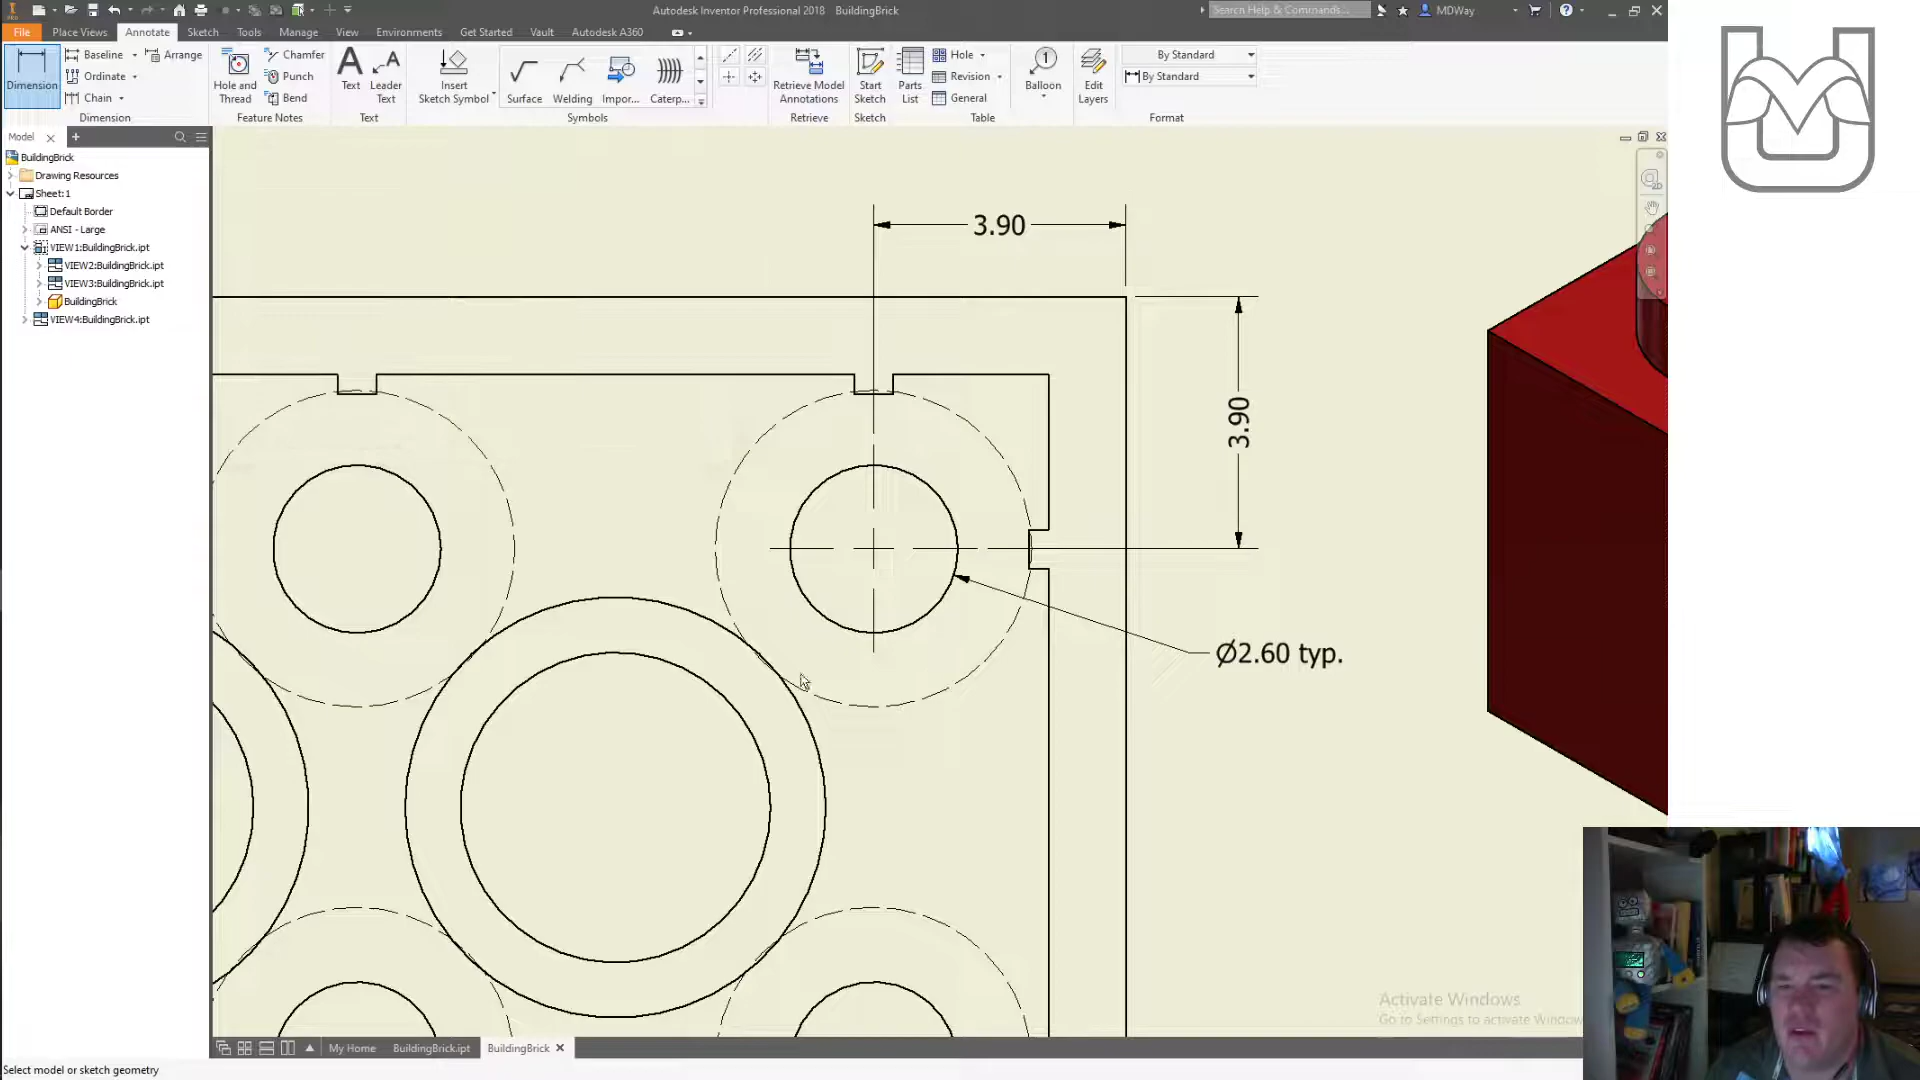 Autodesk Inventor Professional 2018 BuildingBrick
Search Help & Commands...
MDWay
PRO
File Place Views Annotate Sketch Tools Manage View Environments Get Started Vault Autodesk A360
Dimension
Baseline
Ordinate
Chain
Arrange
Dimension
Hole and Thread
Chamfer
Punch
Bend
Feature Notes
Text
Leader Text
Text
Insert Sketch Symbol
Surface
Welding
Impor...
Caterp...
Symbols
Retrieve Model Annotations
Retrieve
Start Sketch
Sketch
Parts List
Hole
Revision
General
Table
Balloon
Edit Layers
By Standard
By Standard
Format
Model
BuildingBrick
Drawing Resources
Sheet:1
Default Border
ANSI - Large
VIEW1:BuildingBrick.ipt
VIEW2:BuildingBrick.ipt
VIEW3:BuildingBrick.ipt
BuildingBrick
VIEW4:BuildingBrick.ipt
3.90
3.90
Ø2.60 typ.
Activate Windows
Go to Settings to activate Window
My Home BuildingBrick.ipt BuildingBrick
Select model or sketch geometry